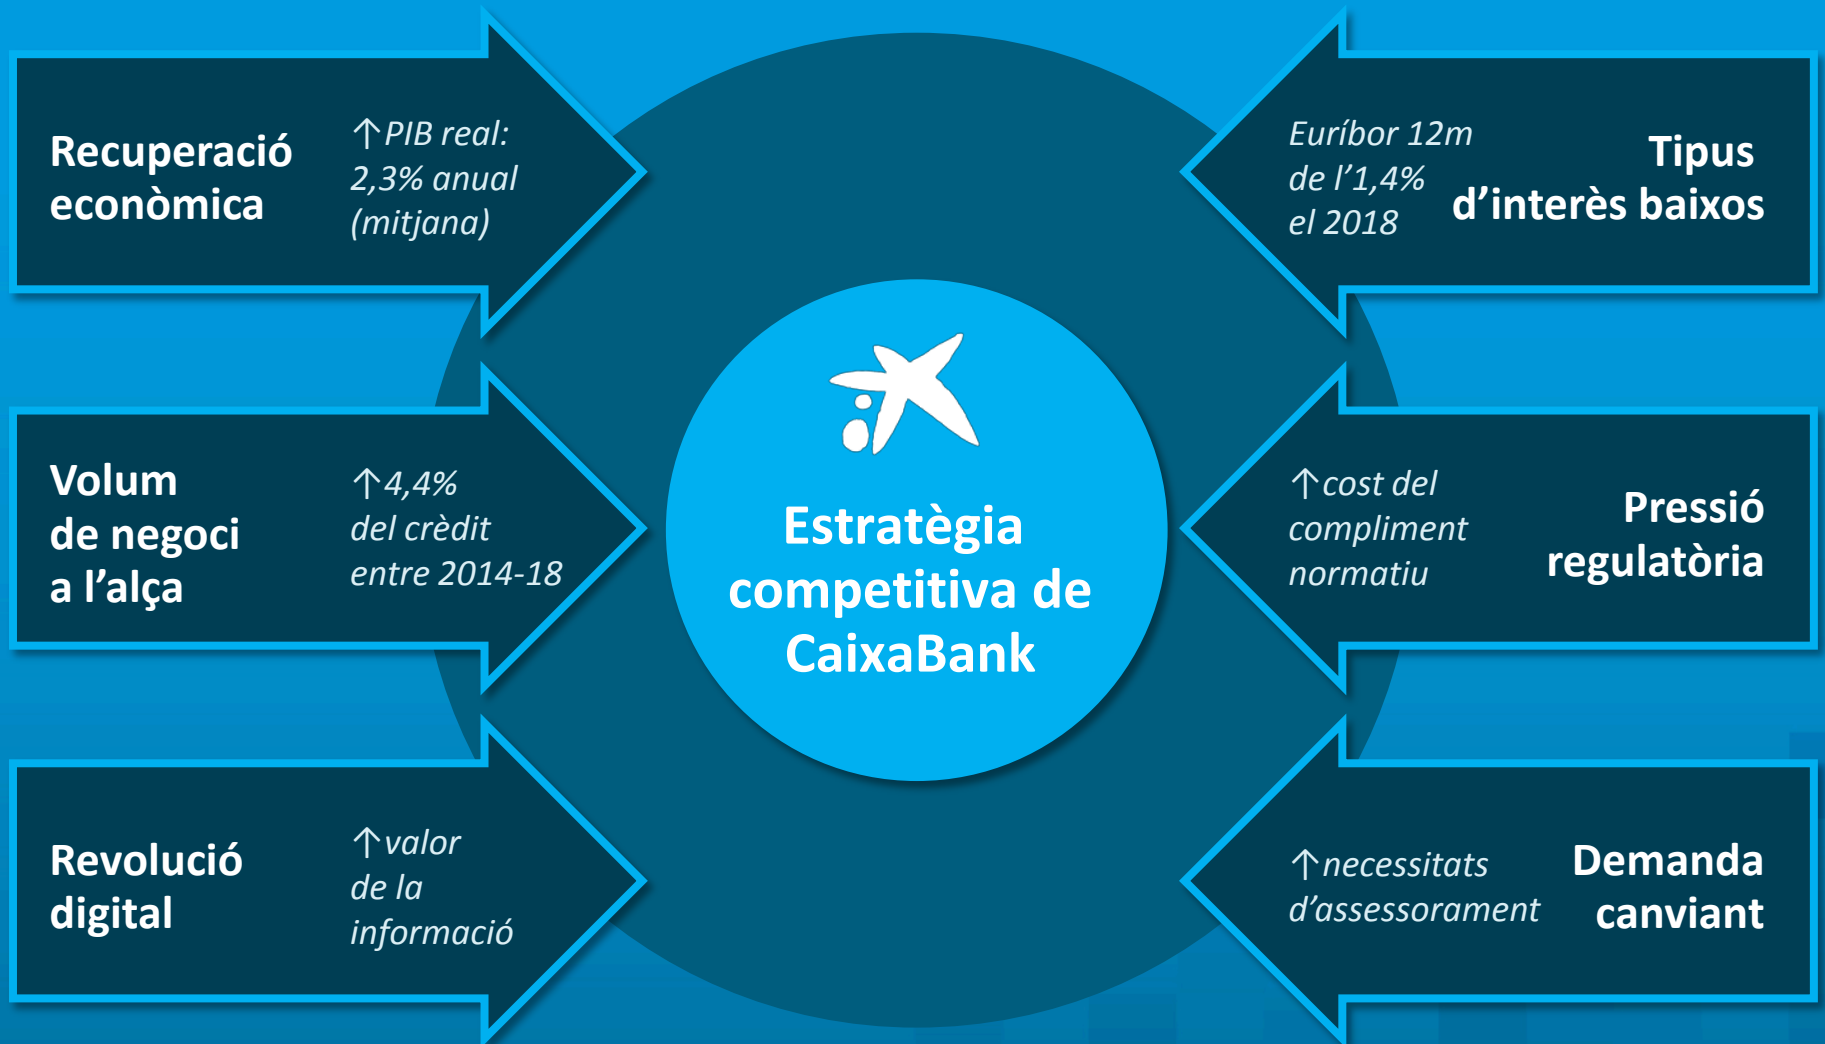 Recuperació
econòmica
↑PIB real:
2,3% anual
(mitjana)
Volum
de negoci
a l’alça
↑4,4%
del crèdit
entre 2014-18
Revolució
digital
↑valor
de la
informació
Estratègia
competitiva de
CaixaBank
Euríbor 12m
de l’1,4%
el 2018
Tipus
d’interès baixos
↑cost del
compliment
normatiu
Pressió
regulatòria
↑necessitats
d’assessorament
Demanda
canviant